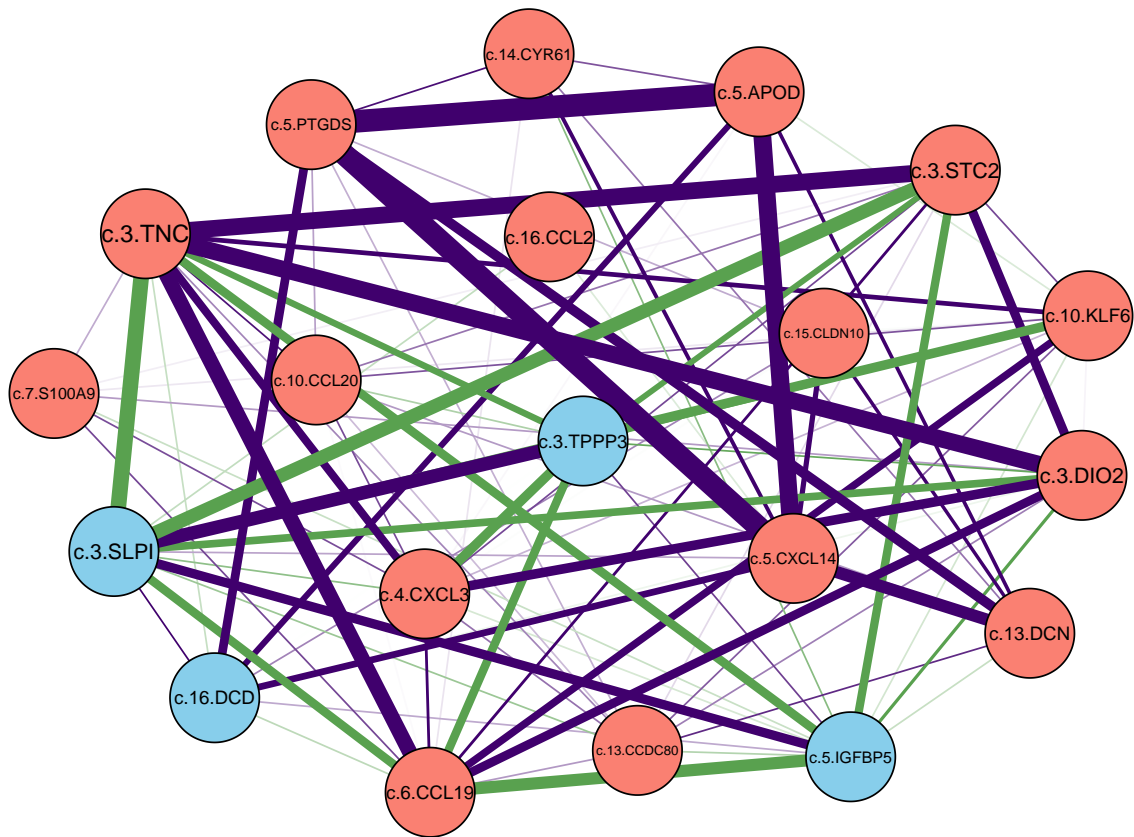 c.14.CYR61
c.5.APOD
c.5.PTGDS
c.3.STC2
c.3.TNC
c.16.CCL2
c.10.KLF6
c.15.CLDN10
c.10.CCL20
c.7.S100A9
c.3.TPPP3
c.3.DIO2
c.3.SLPI
c.5.CXCL14
c.4.CXCL3
c.13.DCN
c.16.DCD
c.13.CCDC80
c.5.IGFBP5
c.6.CCL19